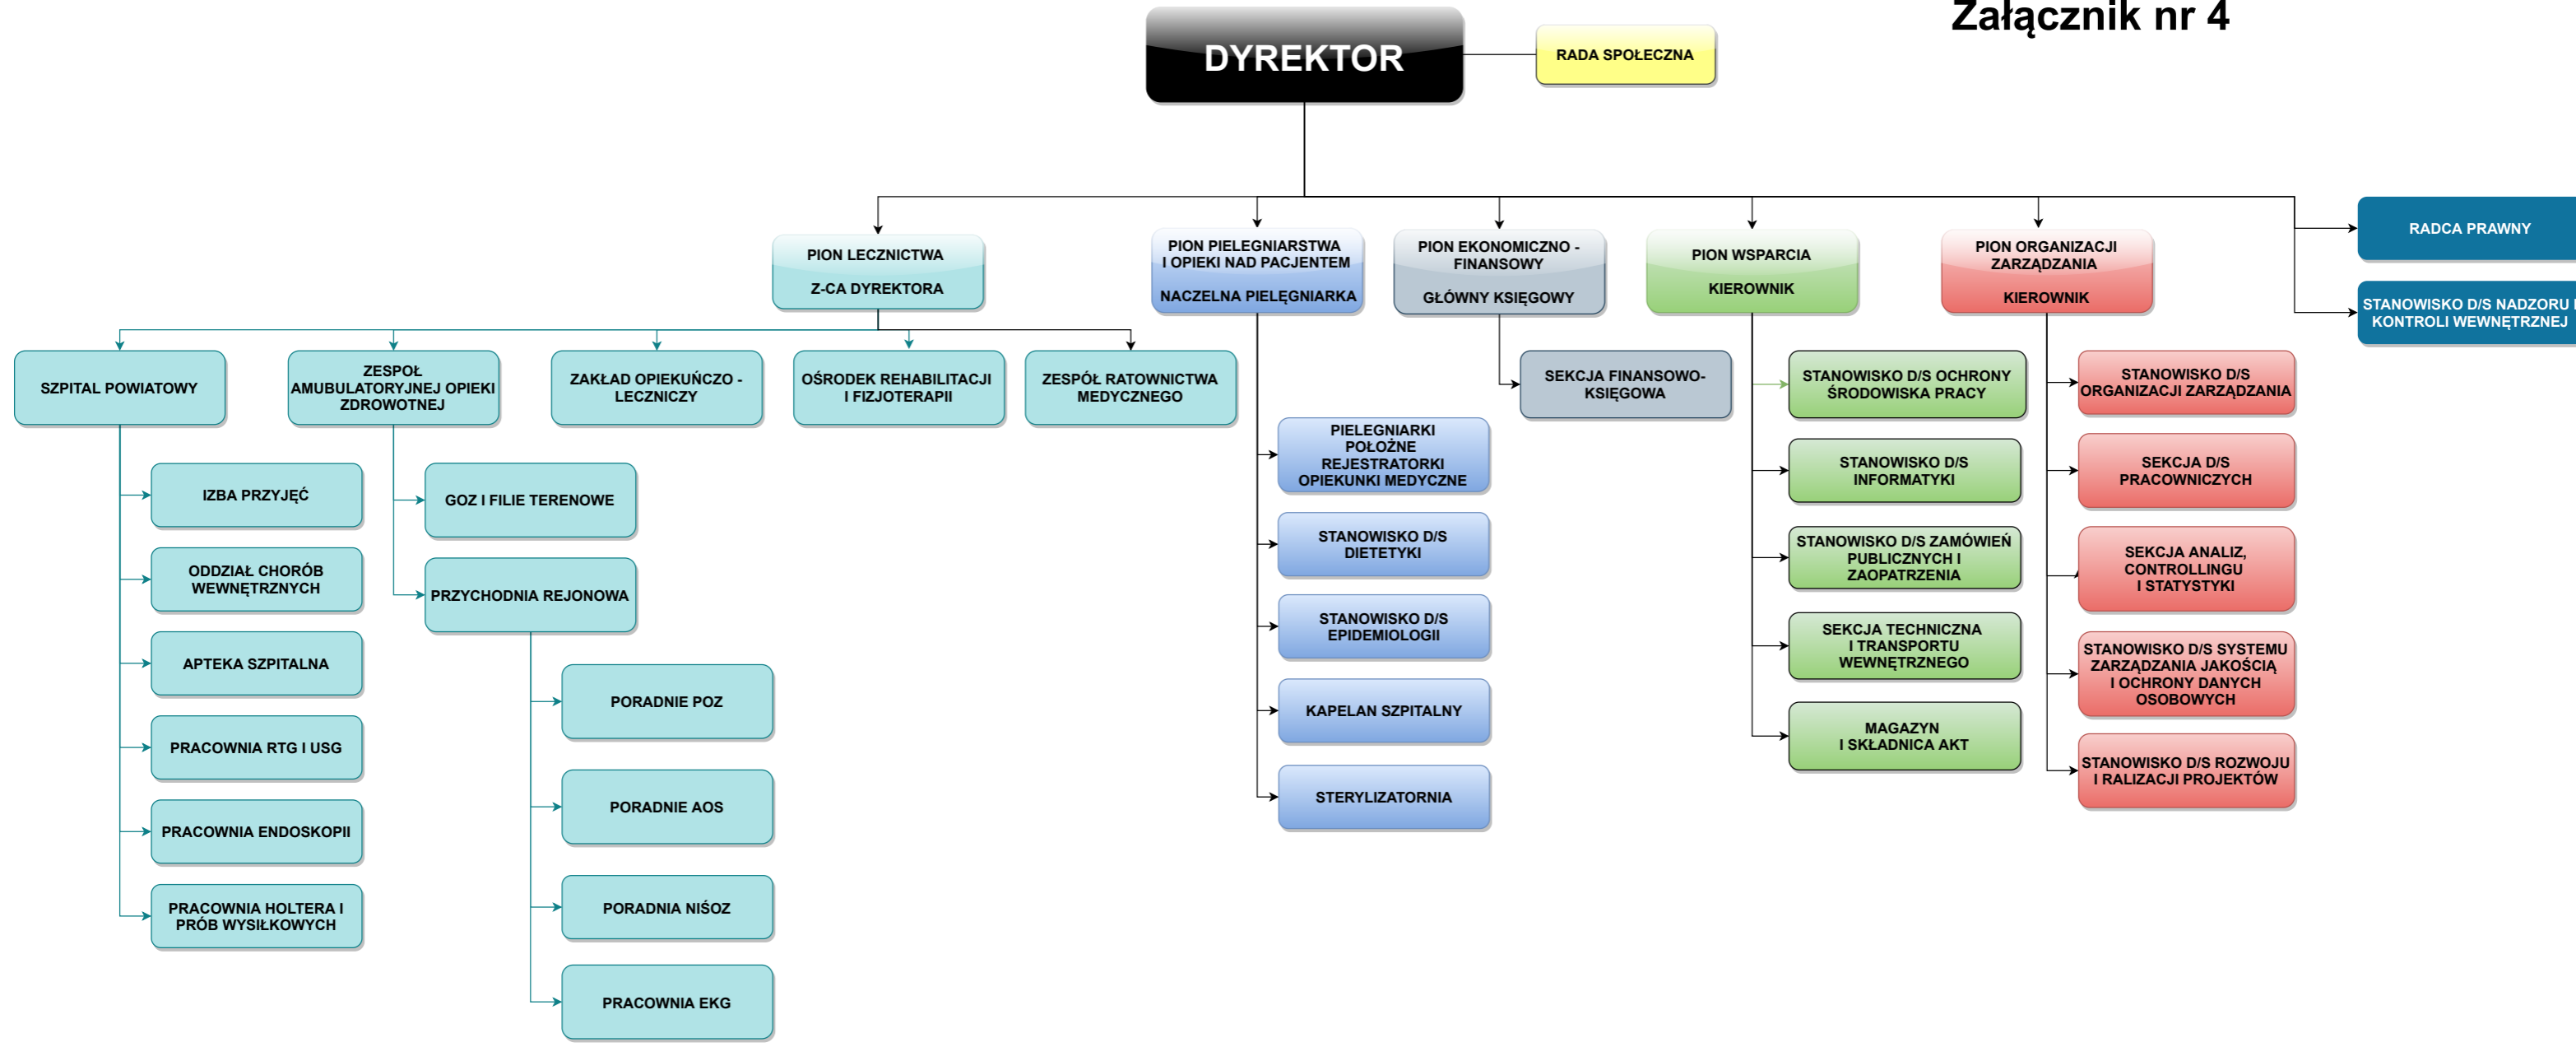 Załącznik nr 4
DYREKTOR
RADA SPOŁECZNA
RADCA PRAWNY
STANOWISKO D/S NADZORU I
KONTROLI WEWNĘTRZNEJ
PION LECZNICTWA
Z-CA DYREKTORA
PION PIELEGNIARSTWA
I OPIEKI NAD PACJENTEM
NACZELNA PIELĘGNIARKA
PION EKONOMICZNO -
FINANSOWY
GŁÓWNY KSIĘGOWY
PION WSPARCIA
KIEROWNIK
PION ORGANIZACJI
ZARZĄDZANIA
KIEROWNIK
SZPITAL POWIATOWY
ZESPOŁ
AMUBULATORYJNEJ OPIEKI
ZDROWOTNEJ
ZAKŁAD OPIEKUŃCZO -
LECZNICZY
OŚRODEK REHABILITACJI
I FIZJOTERAPII
ZESPÓŁ RATOWNICTWA
MEDYCZNEGO
IZBA PRZYJĘĆ
ODDZIAŁ CHORÓB
WEWNĘTRZNYCH
APTEKA SZPITALNA
PRACOWNIA RTG I USG
PRACOWNIA ENDOSKOPII
PRACOWNIA HOLTERA I
PRÓB WYSIŁKOWYCH
GOZ I FILIE TERENOWE
PRZYCHODNIA REJONOWA
PORADNIE POZ
PORADNIE AOS
PORADNIA NIŚOZ
PRACOWNIA EKG
PIELEGNIARKI
POŁOŻNE
REJESTRATORKI
OPIEKUNKI MEDYCZNE
STANOWISKO D/S
DIETETYKI
STANOWISKO D/S
EPIDEMIOLOGII
KAPELAN SZPITALNY
STERYLIZATORNIA
SEKCJA FINANSOWO-
KSIĘGOWA
STANOWISKO D/S OCHRONY
ŚRODOWISKA PRACY
STANOWISKO D/S
INFORMATYKI
STANOWISKO D/S ZAMÓWIEŃ
PUBLICZNYCH I
ZAOPATRZENIA
SEKCJA TECHNICZNA
I TRANSPORTU
WEWNĘTRZNEGO
MAGAZYN
I SKŁADNICA AKT
STANOWISKO D/S
ORGANIZACJI ZARZĄDZANIA
SEKCJA D/S
PRACOWNICZYCH
SEKCJA ANALIZ,
CONTROLLINGU
I STATYSTYKI
STANOWISKO D/S SYSTEMU
ZARZĄDZANIA JAKOŚCIĄ
I OCHRONY DANYCH
OSOBOWYCH
STANOWISKO D/S ROZWOJU
I RALIZACJI PROJEKTÓW